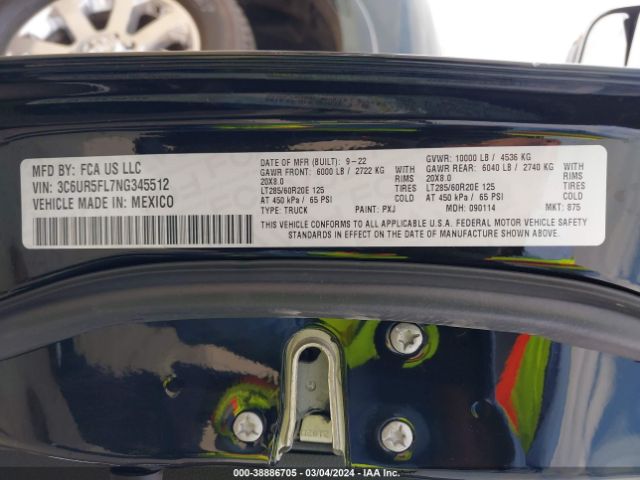 MFD BY: FCA US LLC
VIN: 3C6UR5FL7NG345512
VEHICLE MADE IN: MEXICO
DATE OF MFR (BUILT): 9-22 GVWR: 10000 LB / 4536 KG
GAWR FRONT: 6000 LB / 2722 KG GAWR REAR: 6040 LB / 2740 KG
20X8.0 RIMS 20X8.0 RIMS
LT285/60R20E 125 TIRES LT285/60R20E 125 TIRES
AT 450 kPa / 65 PSI COLD AT 450 kPa / 65 PSI COLD
TYPE: TRUCK PAINT: PXJ MDH: 090114 MKT: 875
THIS VEHICLE CONFORMS TO ALL APPLICABLE U.S.A. FEDERAL MOTOR VEHICLE SAFETY
STANDARDS IN EFFECT ON THE DATE OF MANUFACTURE SHOWN ABOVE.
000-38886705 - 03/04/2024 - IAA Inc.